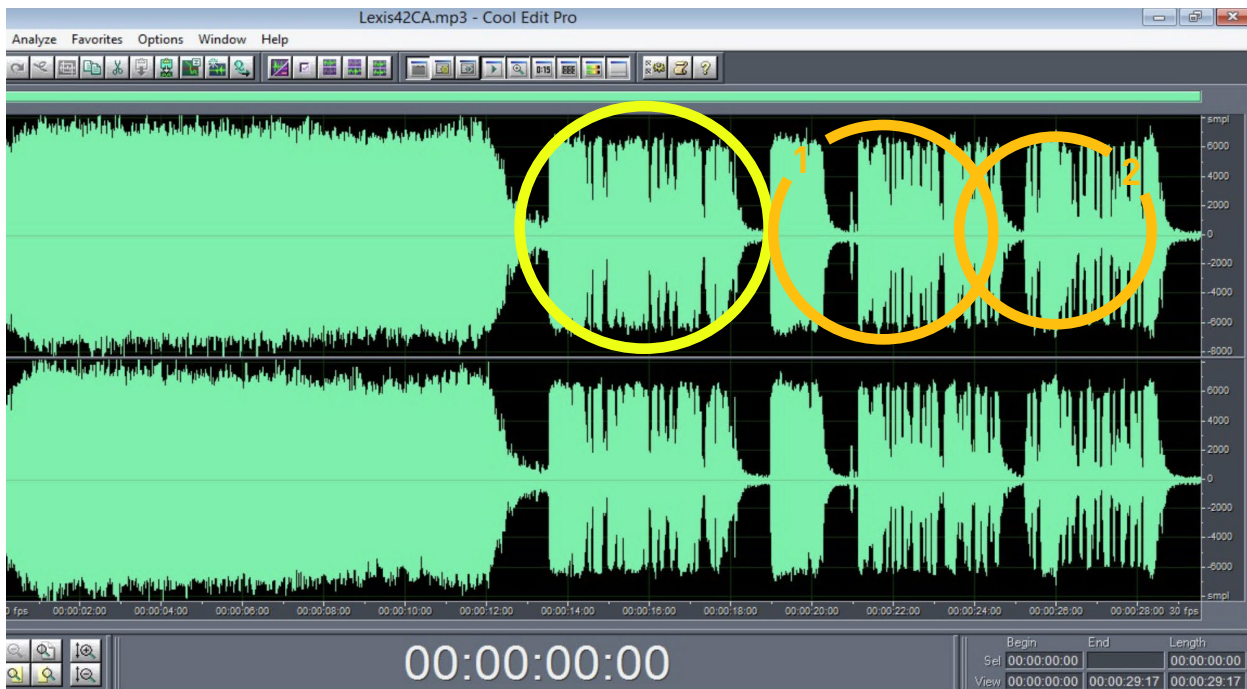 Lexis42CA.mp3 - Cool Edit Pro
Analyze Favorites Options Window Help
0:15
smpl
6000
4000
2000
0
-2000
-4000
-6000
-8000
1
2
6000
4000
2000
0
-2000
-4000
-6000
smpl
fps 00:00:02:00 00:00:04:00 00:00:06:00 00:00:08:00 00:00:10:00 00:00:12:00 00:00:14:00 00:00:16:00 00:00:18:00 00:00:20:00 00:00:22:00 00:00:24:00 00:00:26:00 00:00:28:00 30 fps
00:00:00:00
Begin End Length
Sel 00:00:00:00 00:00:00:00
View 00:00:00:00 00:00:29:17 00:00:29:17